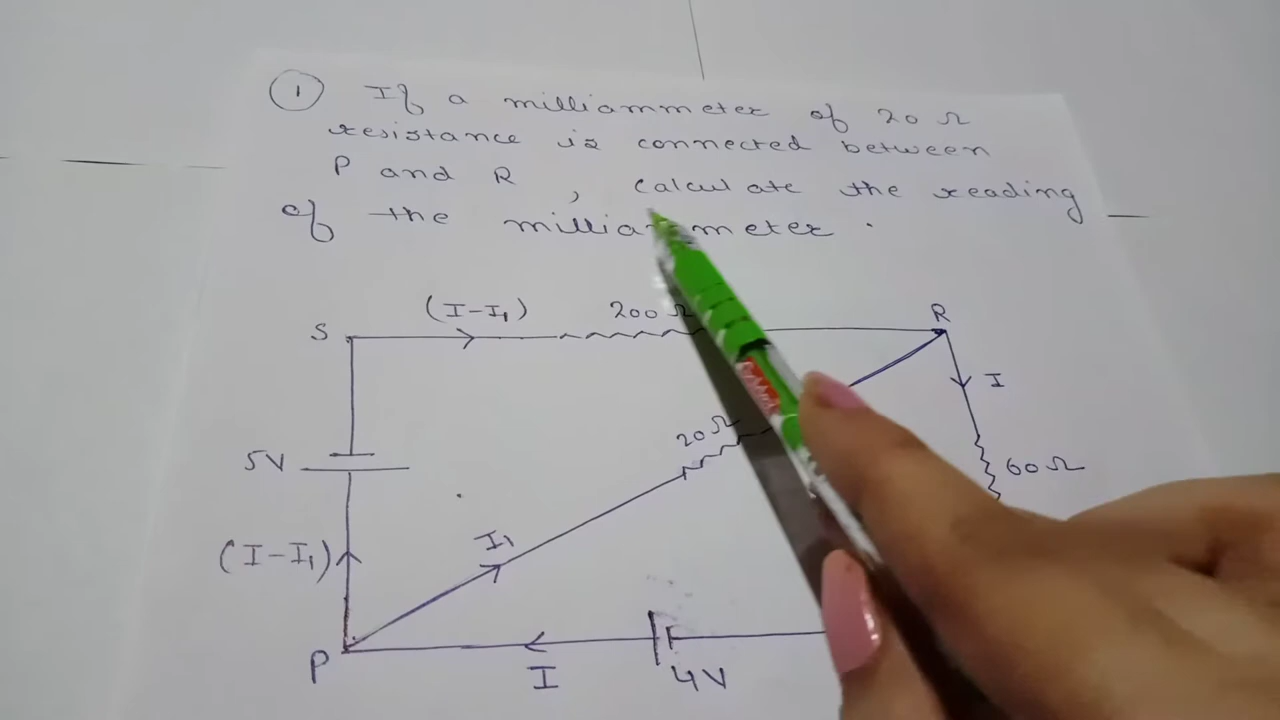 1 If a milliammeter of 20 Ω
resistance is connected between
P and R , calculate the reading
of the milliammeter .
S (I-I₁) 200 Ω R
I
20 Ω
5V 60 Ω
(I-I₁) I₁
P I 4V